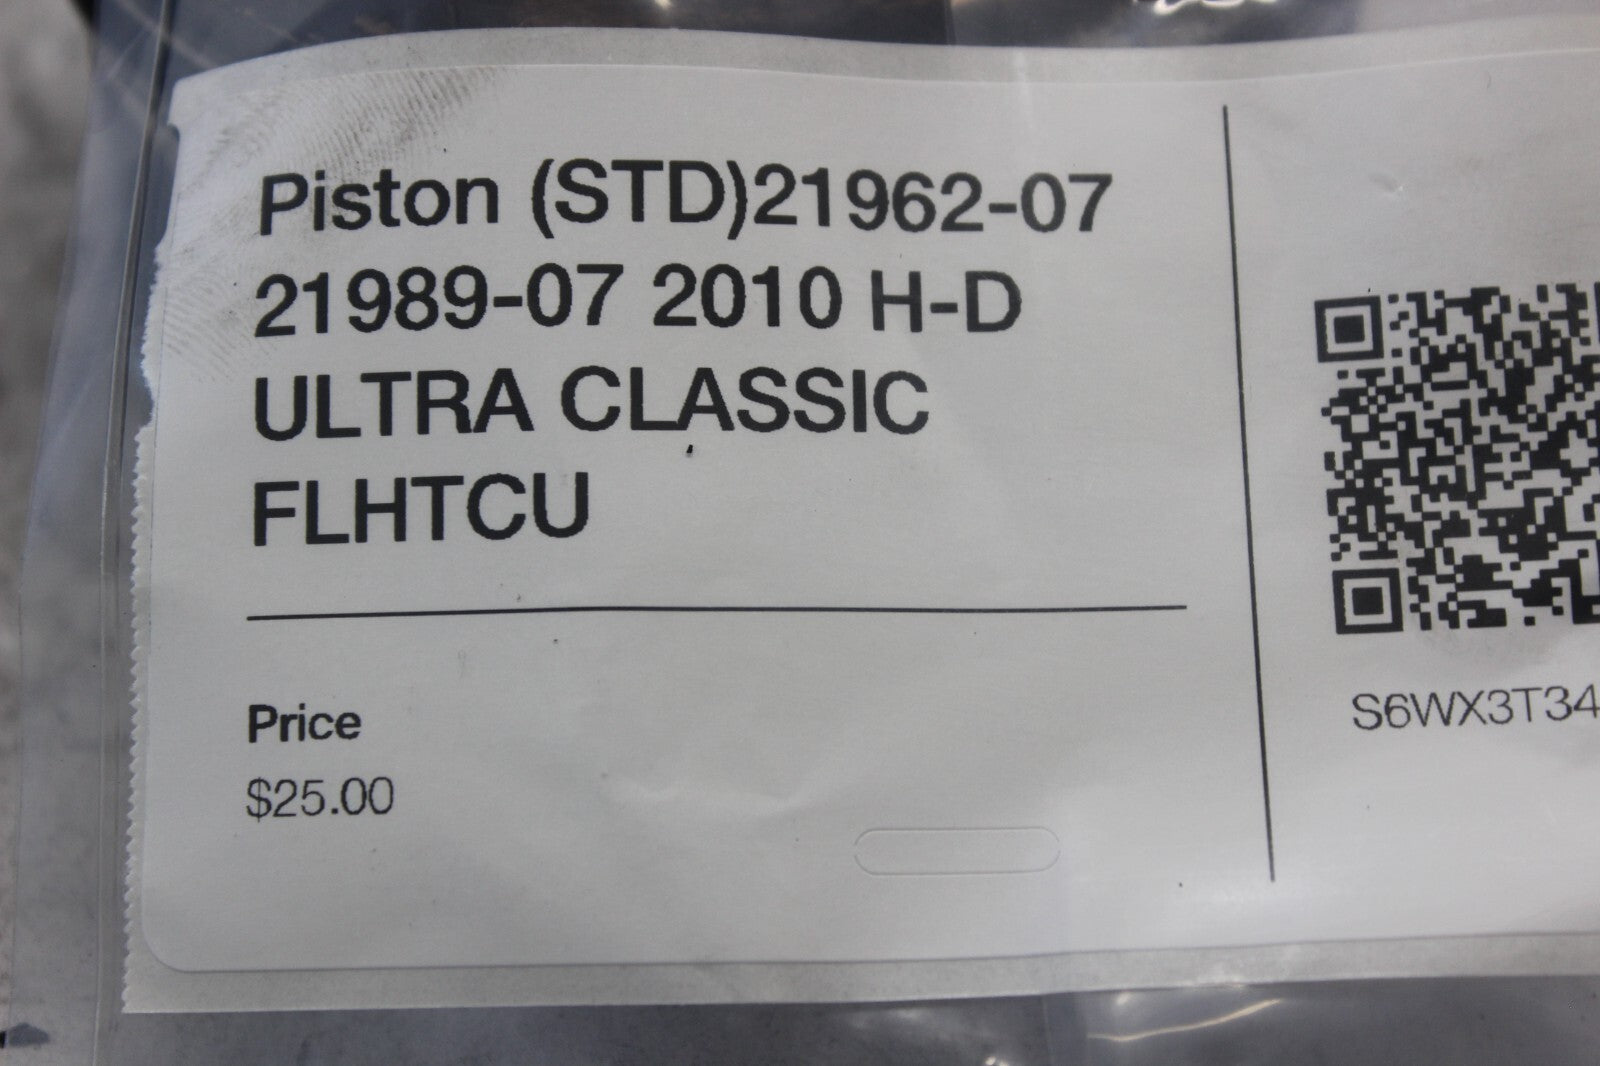 Piston (STD)21962-07
21989-07 2010 H-D
ULTRA CLASSIC
FLHTCU
Price
$25.00
S6WX3T34